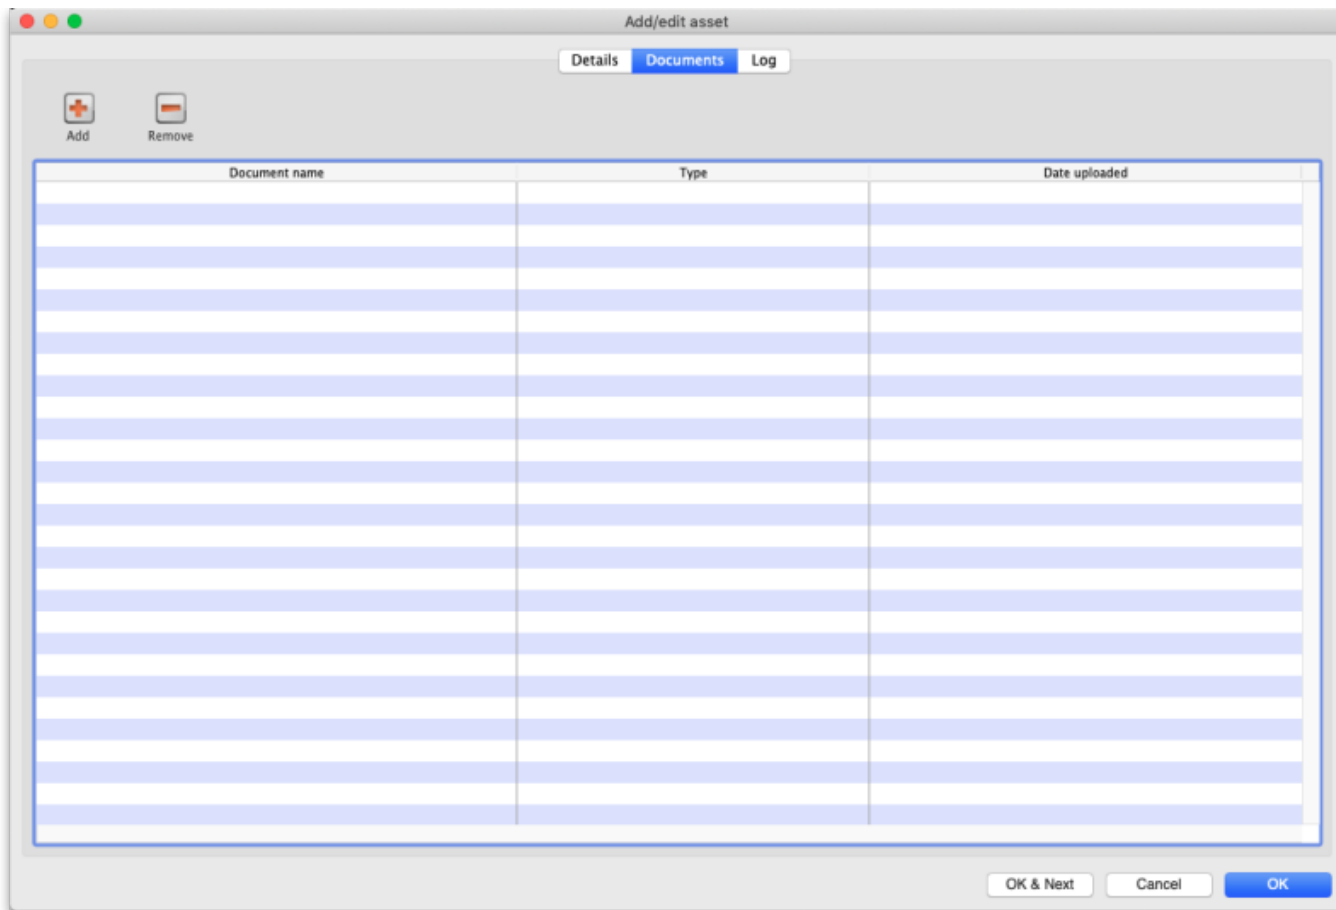 Add/edit asset
Details Documents Log
Add Remove
Document name Type Date uploaded
OK & Next Cancel OK